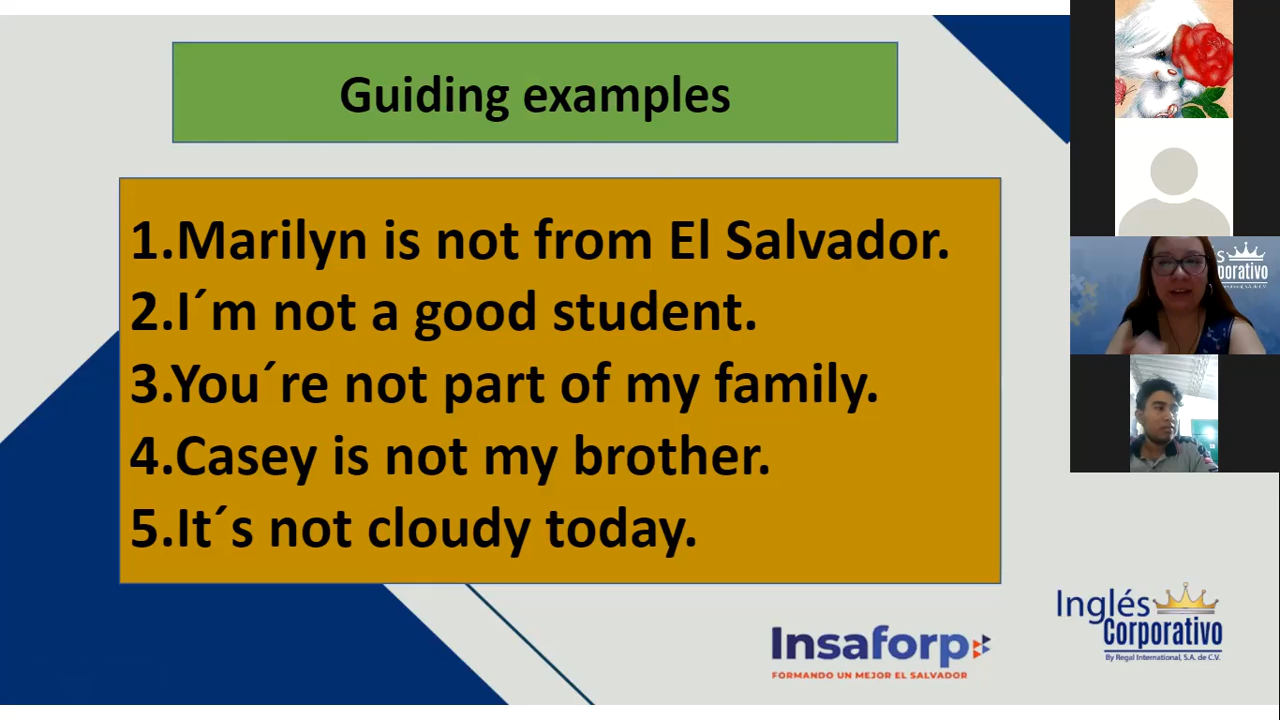 Guiding examples
1.Marilyn is not from El Salvador.
2.I´m not a good student.
3.You´re not part of my family.
4.Casey is not my brother.
5.It´s not cloudy today.
Insaforp
FORMANDO UN MEJOR EL SALVADOR
Inglés
Corporativo
By Regal International, S.A. de C.V.